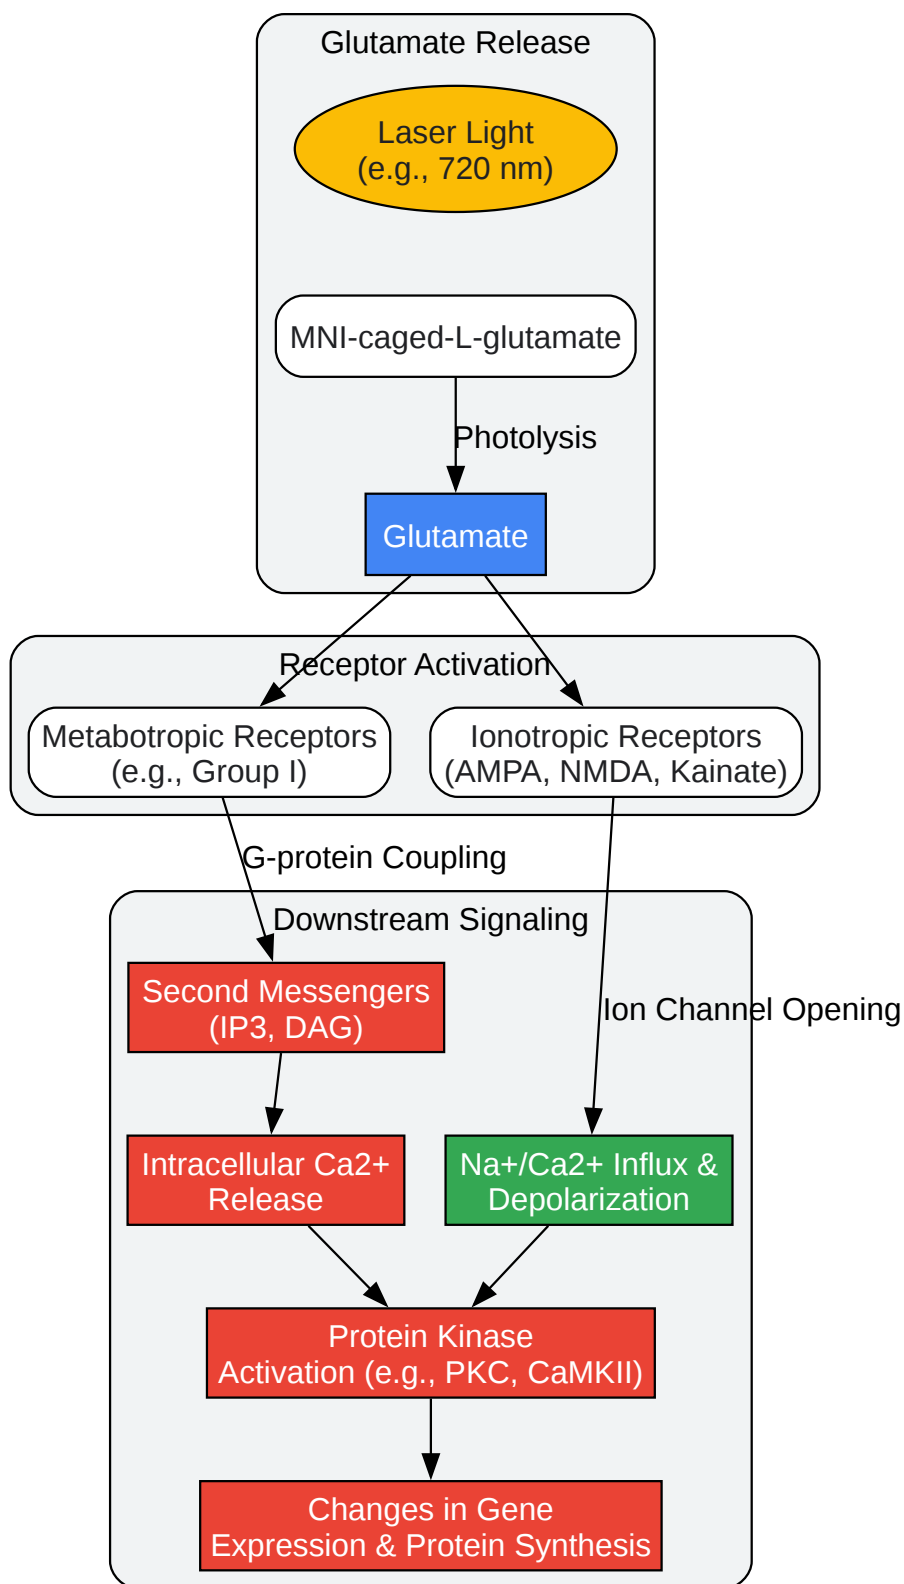 Glutamate Release
Laser Light
(e.g., 720 nm)
MNI-caged-L-glutamate
Photolysis
Glutamate
Receptor Activation
Metabotropic Receptors
(e.g., Group I)
Ionotropic Receptors
(AMPA, NMDA, Kainate)
G-protein Coupling
Downstream Signaling
Second Messengers
(IP3, DAG)
Ion Channel Opening
Intracellular Ca2+
Release
Na+/Ca2+ Influx &
Depolarization
Protein Kinase
Activation (e.g., PKC, CaMKII)
Changes in Gene
Expression & Protein Synthesis